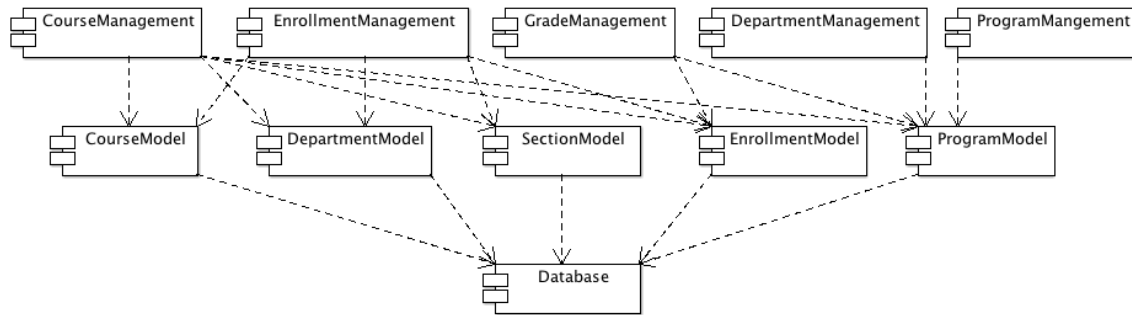 CourseManagement
EnrollmentManagement
GradeManagement
DepartmentManagement
ProgramMangement
CourseModel
DepartmentModel
SectionModel
EnrollmentModel
ProgramModel
Database